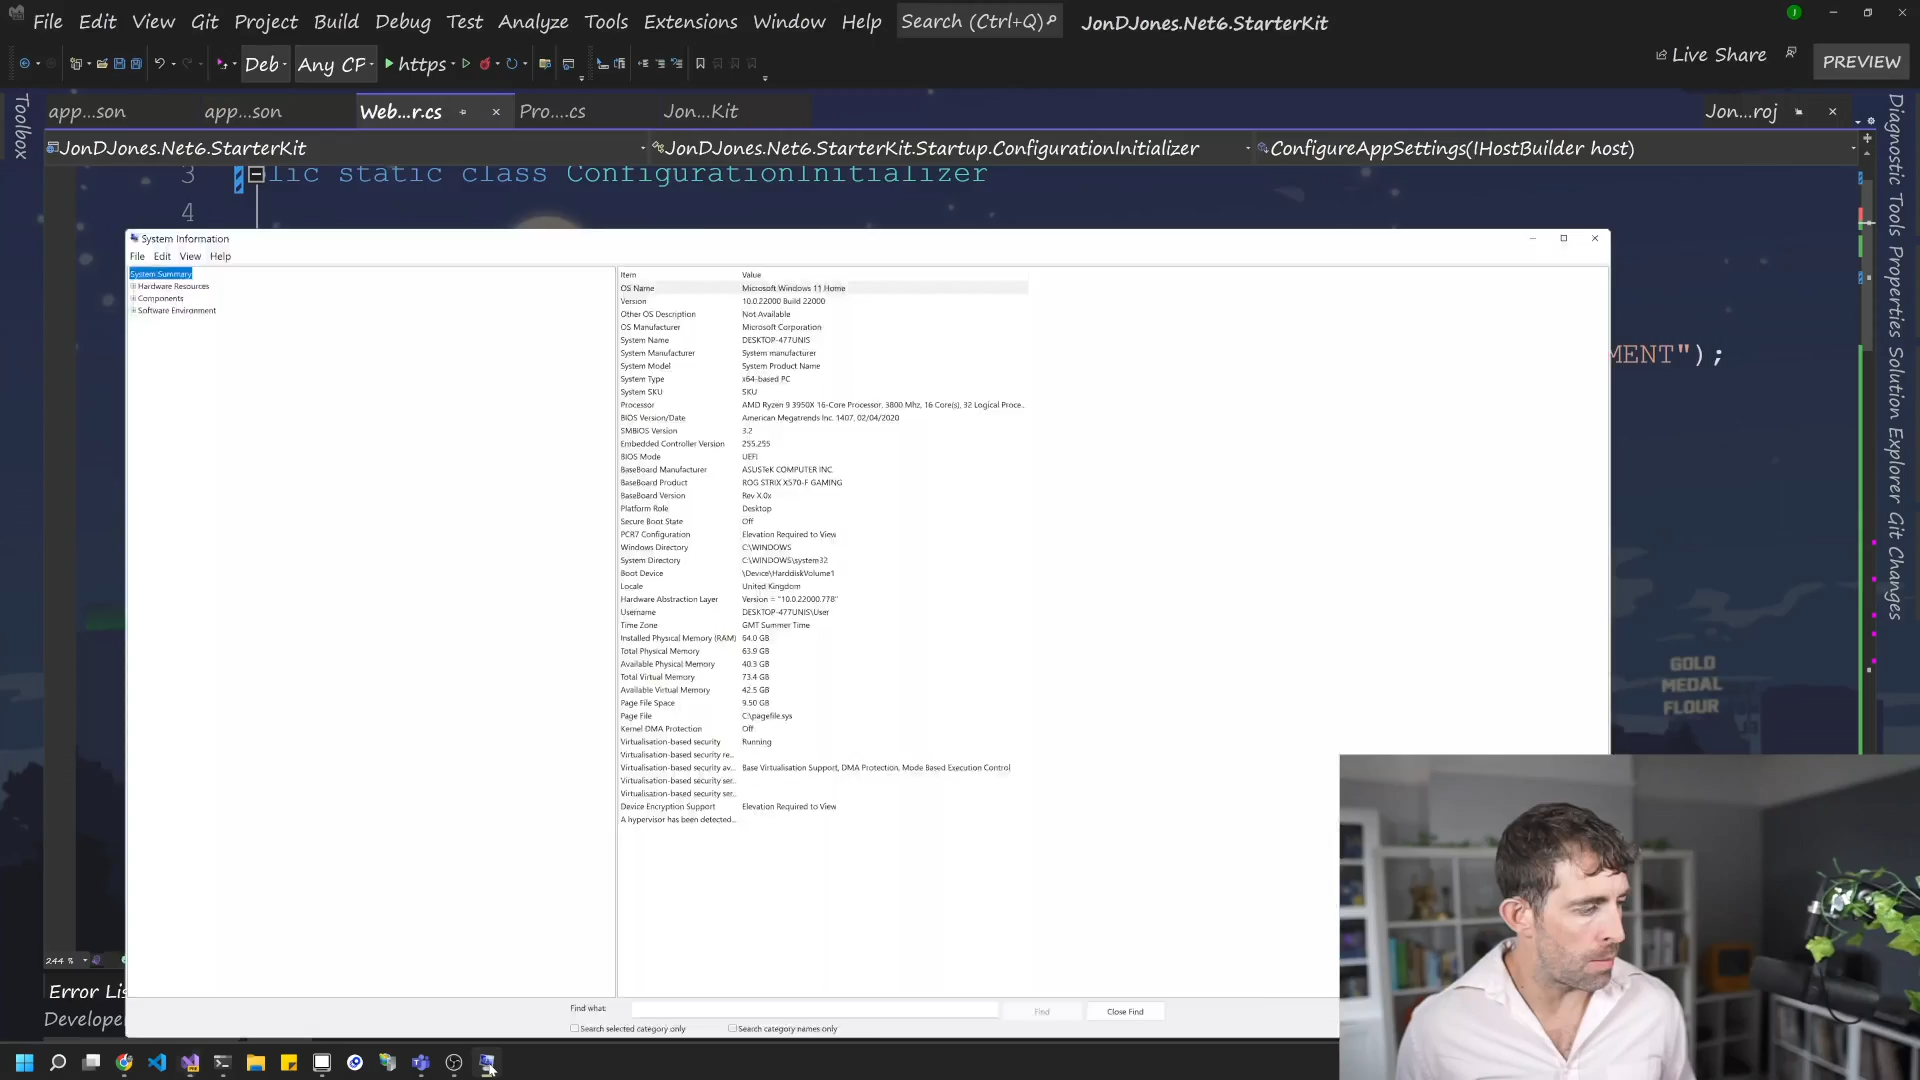 File Edit View Git Project Build Debug Test Analyze Tools Extensions Window Help Search (Ctrl+Q) JonDJones.Net6.StarterKit
Deb Any CF https Live Share PREVIEW
app...son app...son Web...r.cs Pro....cs Jon...Kit Jon...roj
JonDJones.Net6.StarterKit JonDJones.Net6.StarterKit.Startup.ConfigurationInitializer ConfigureAppSettings(IHostBuilder host)
Toolbox
Diagnostic Tools Properties Solution Explorer Git Changes
3 lic static class ConfigurationInitializer
4
MENT");
System Information
File Edit View Help
System Summary
Hardware Resources
Components
Software Environment
Item Value
OS Name Microsoft Windows 11 Home
Version 10.0.22000 Build 22000
Other OS Description Not Available
OS Manufacturer Microsoft Corporation
System Name DESKTOP-477UNIS
System Manufacturer System manufacturer
System Model System Product Name
System Type x64-based PC
System SKU SKU
Processor AMD Ryzen 9 3950X 16-Core Processor, 3800 Mhz, 16 Core(s), 32 Logical Proce...
BIOS Version/Date American Megatrends Inc. 1407, 02/04/2020
SMBIOS Version 3.2
Embedded Controller Version 255.255
BIOS Mode UEFI
BaseBoard Manufacturer ASUSTeK COMPUTER INC.
BaseBoard Product ROG STRIX X570-F GAMING
BaseBoard Version Rev X.0x
Platform Role Desktop
Secure Boot State Off
PCR7 Configuration Elevation Required to View
Windows Directory C:\WINDOWS
System Directory C:\WINDOWS\system32
Boot Device \Device\HarddiskVolume1
Locale United Kingdom
Hardware Abstraction Layer Version = "10.0.22000.778"
Username DESKTOP-477UNIS\User
Time Zone GMT Summer Time
Installed Physical Memory (RAM) 64.0 GB
Total Physical Memory 63.9 GB
Available Physical Memory 40.3 GB
Total Virtual Memory 73.4 GB
Available Virtual Memory 42.5 GB
Page File Space 9.50 GB
Page File C:\pagefile.sys
Kernel DMA Protection Off
Virtualisation-based security Running
Virtualisation-based security re...
Virtualisation-based security av... Base Virtualisation Support, DMA Protection, Mode Based Execution Control
Virtualisation-based security ser...
Virtualisation-based security ser...
Device Encryption Support Elevation Required to View
A hypervisor has been detected...
GOLD
MEDAL
FLOUR
244 %
Error Lis
Develope
Find what: Find Close Find
Search selected category only Search category names only